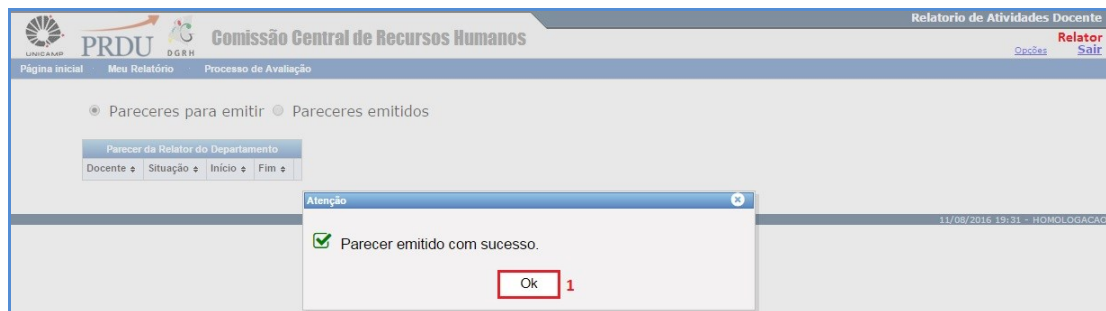 Relatorio de Atividades Docente
UNICAMP PRDU DGRH Comissão Central de Recursos Humanos
Relator
Opções Sair
Página inicial Meu Relatório Processo de Avaliação
Pareceres para emitir Pareceres emitidos
Parecer da Relator do Departamento
Docente Situação Início Fim
Atenção
11/08/2016 19:31 - HOMOLOGACAO
Parecer emitido com sucesso.
Ok 1